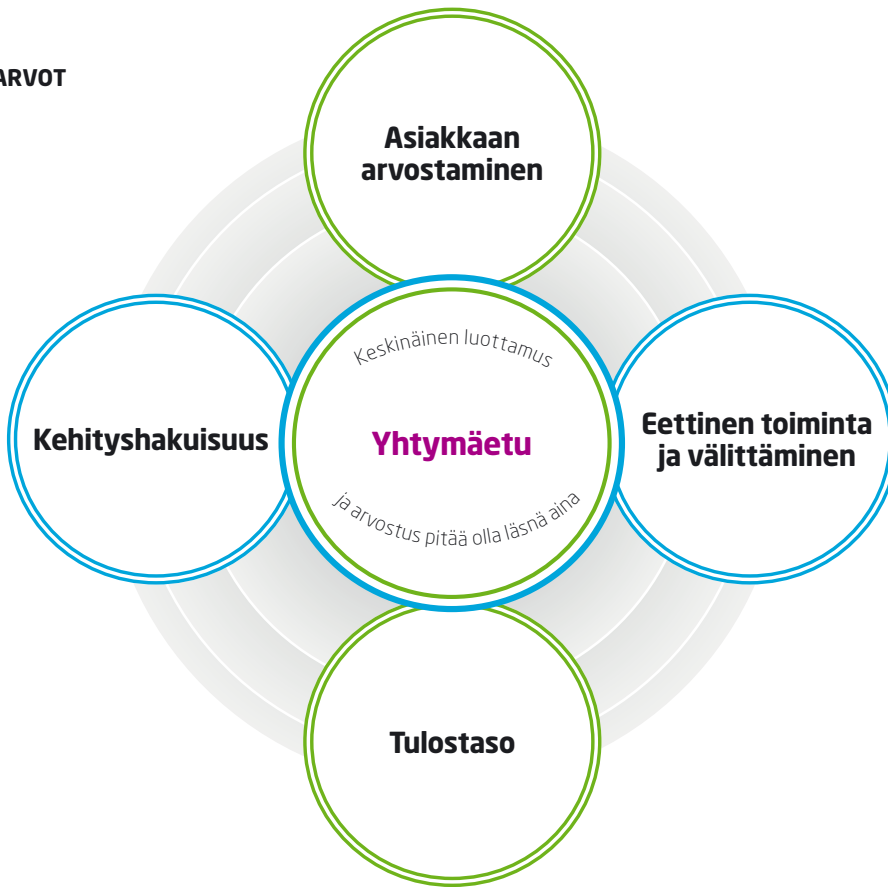 ARVOT
Asiakkaan
arvostaminen
Keskinäinen luottamus
Kehityshakuisuus
Yhtymäetu
Eettinen toiminta
ja välittäminen
ja arvostus pitää olla läsnä aina
Tulostaso